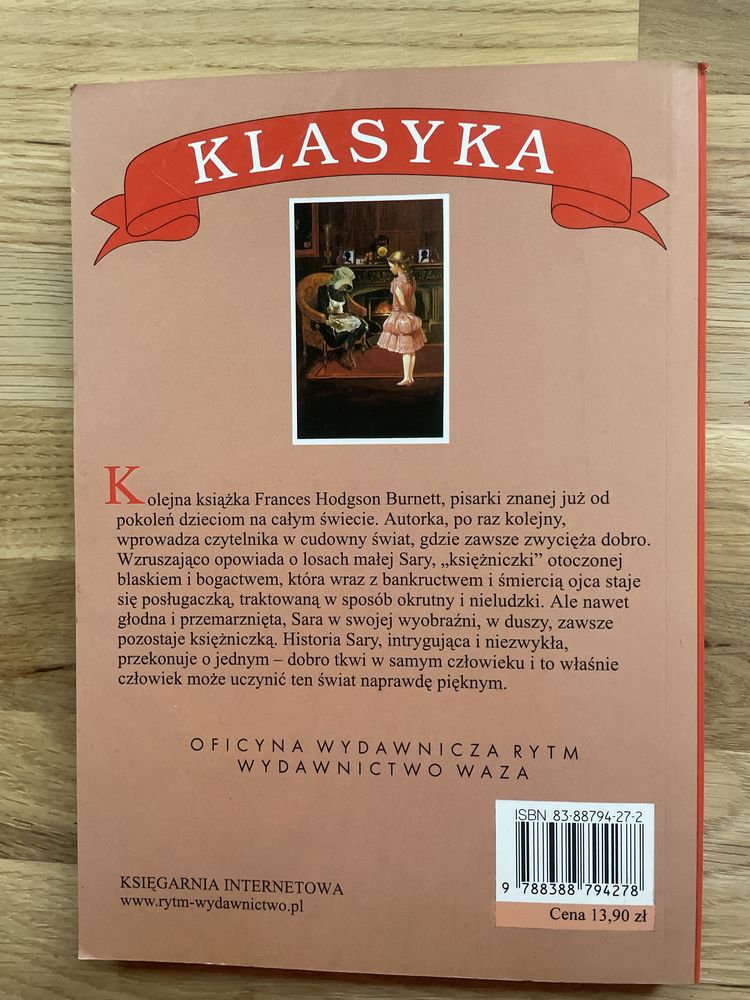 KLASYKA
Kolejna książka Frances Hodgson Burnett, pisarki znanej już od
pokoleń dzieciom na całym świecie. Autorka, po raz kolejny,
wprowadza czytelnika w cudowny świat, gdzie zawsze zwycięża dobro.
Wzruszająco opowiada o losach małej Sary, „księżniczki” otoczonej
blaskiem i bogactwem, która wraz z bankructwem i śmiercią ojca staje
się posługaczką, traktowaną w sposób okrutny i nieludzki. Ale nawet
głodna i przemarznięta, Sara w swojej wyobraźni, w duszy, zawsze
pozostaje księżniczką. Historia Sary, intrygująca i niezwykła,
przekonuje o jednym – dobro tkwi w samym człowieku i to właśnie
człowiek może uczynić ten świat naprawdę pięknym.
OFICYNA WYDAWNICZA RYTM
WYDAWNICTWO WAZA
ISBN 83-88794-27-2
9 788388 794278
Cena 13,90 zł
KSIĘGARNIA INTERNETOWA
www.rytm-wydawnictwo.pl